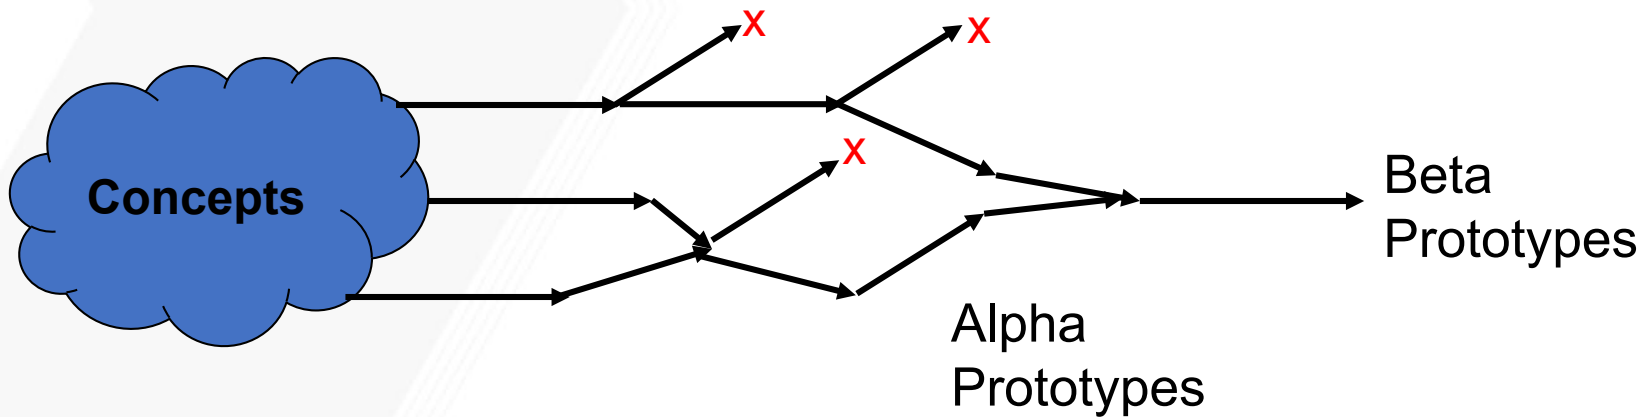 X
X
X
Concepts
Beta
Prototypes
Alpha
Prototypes